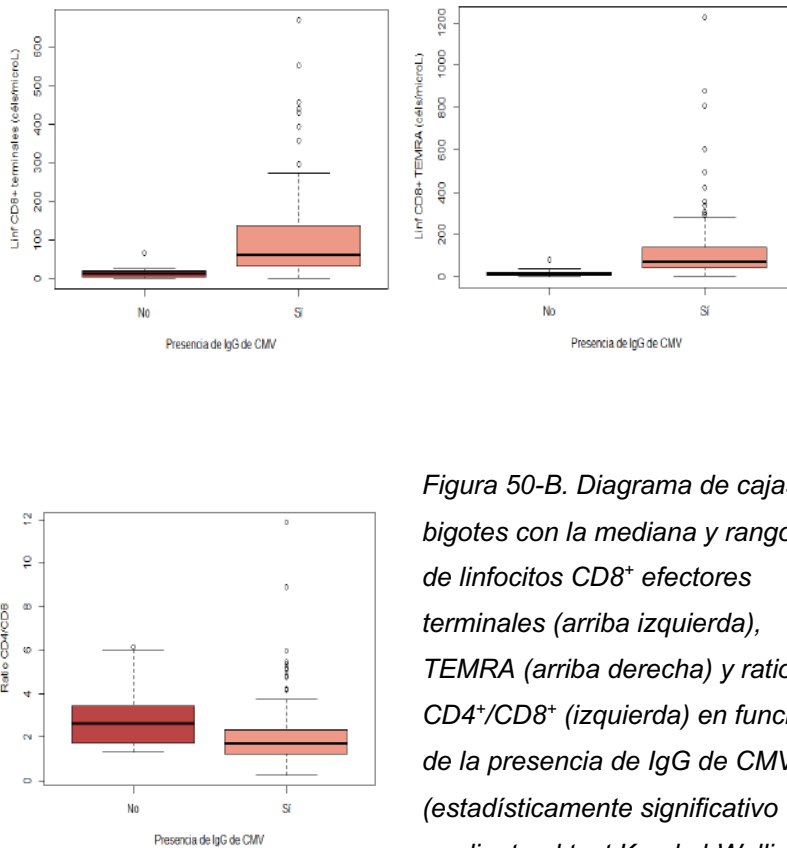 Linf CD8+ terminales (céls/microL)
600
500
400
300
200
100
0
No
Sí
Presencia de IgG de CMV
Linf CD8+ TEMRA (céls/microL)
1200
1000
800
600
400
200
0
No
Sí
Presencia de IgG de CMV
Ratio CD4/CD8
12
10
8
6
4
2
0
No
Sí
Presencia de IgG de CMV
Figura 50-B. Diagrama de cajas
bigotes con la mediana y rango
de linfocitos CD8⁺ efectores
terminales (arriba izquierda),
TEMRA (arriba derecha) y ratio
CD4⁺/CD8⁺ (izquierda) en funci
de la presencia de IgG de CMV
(estadísticamente significativo